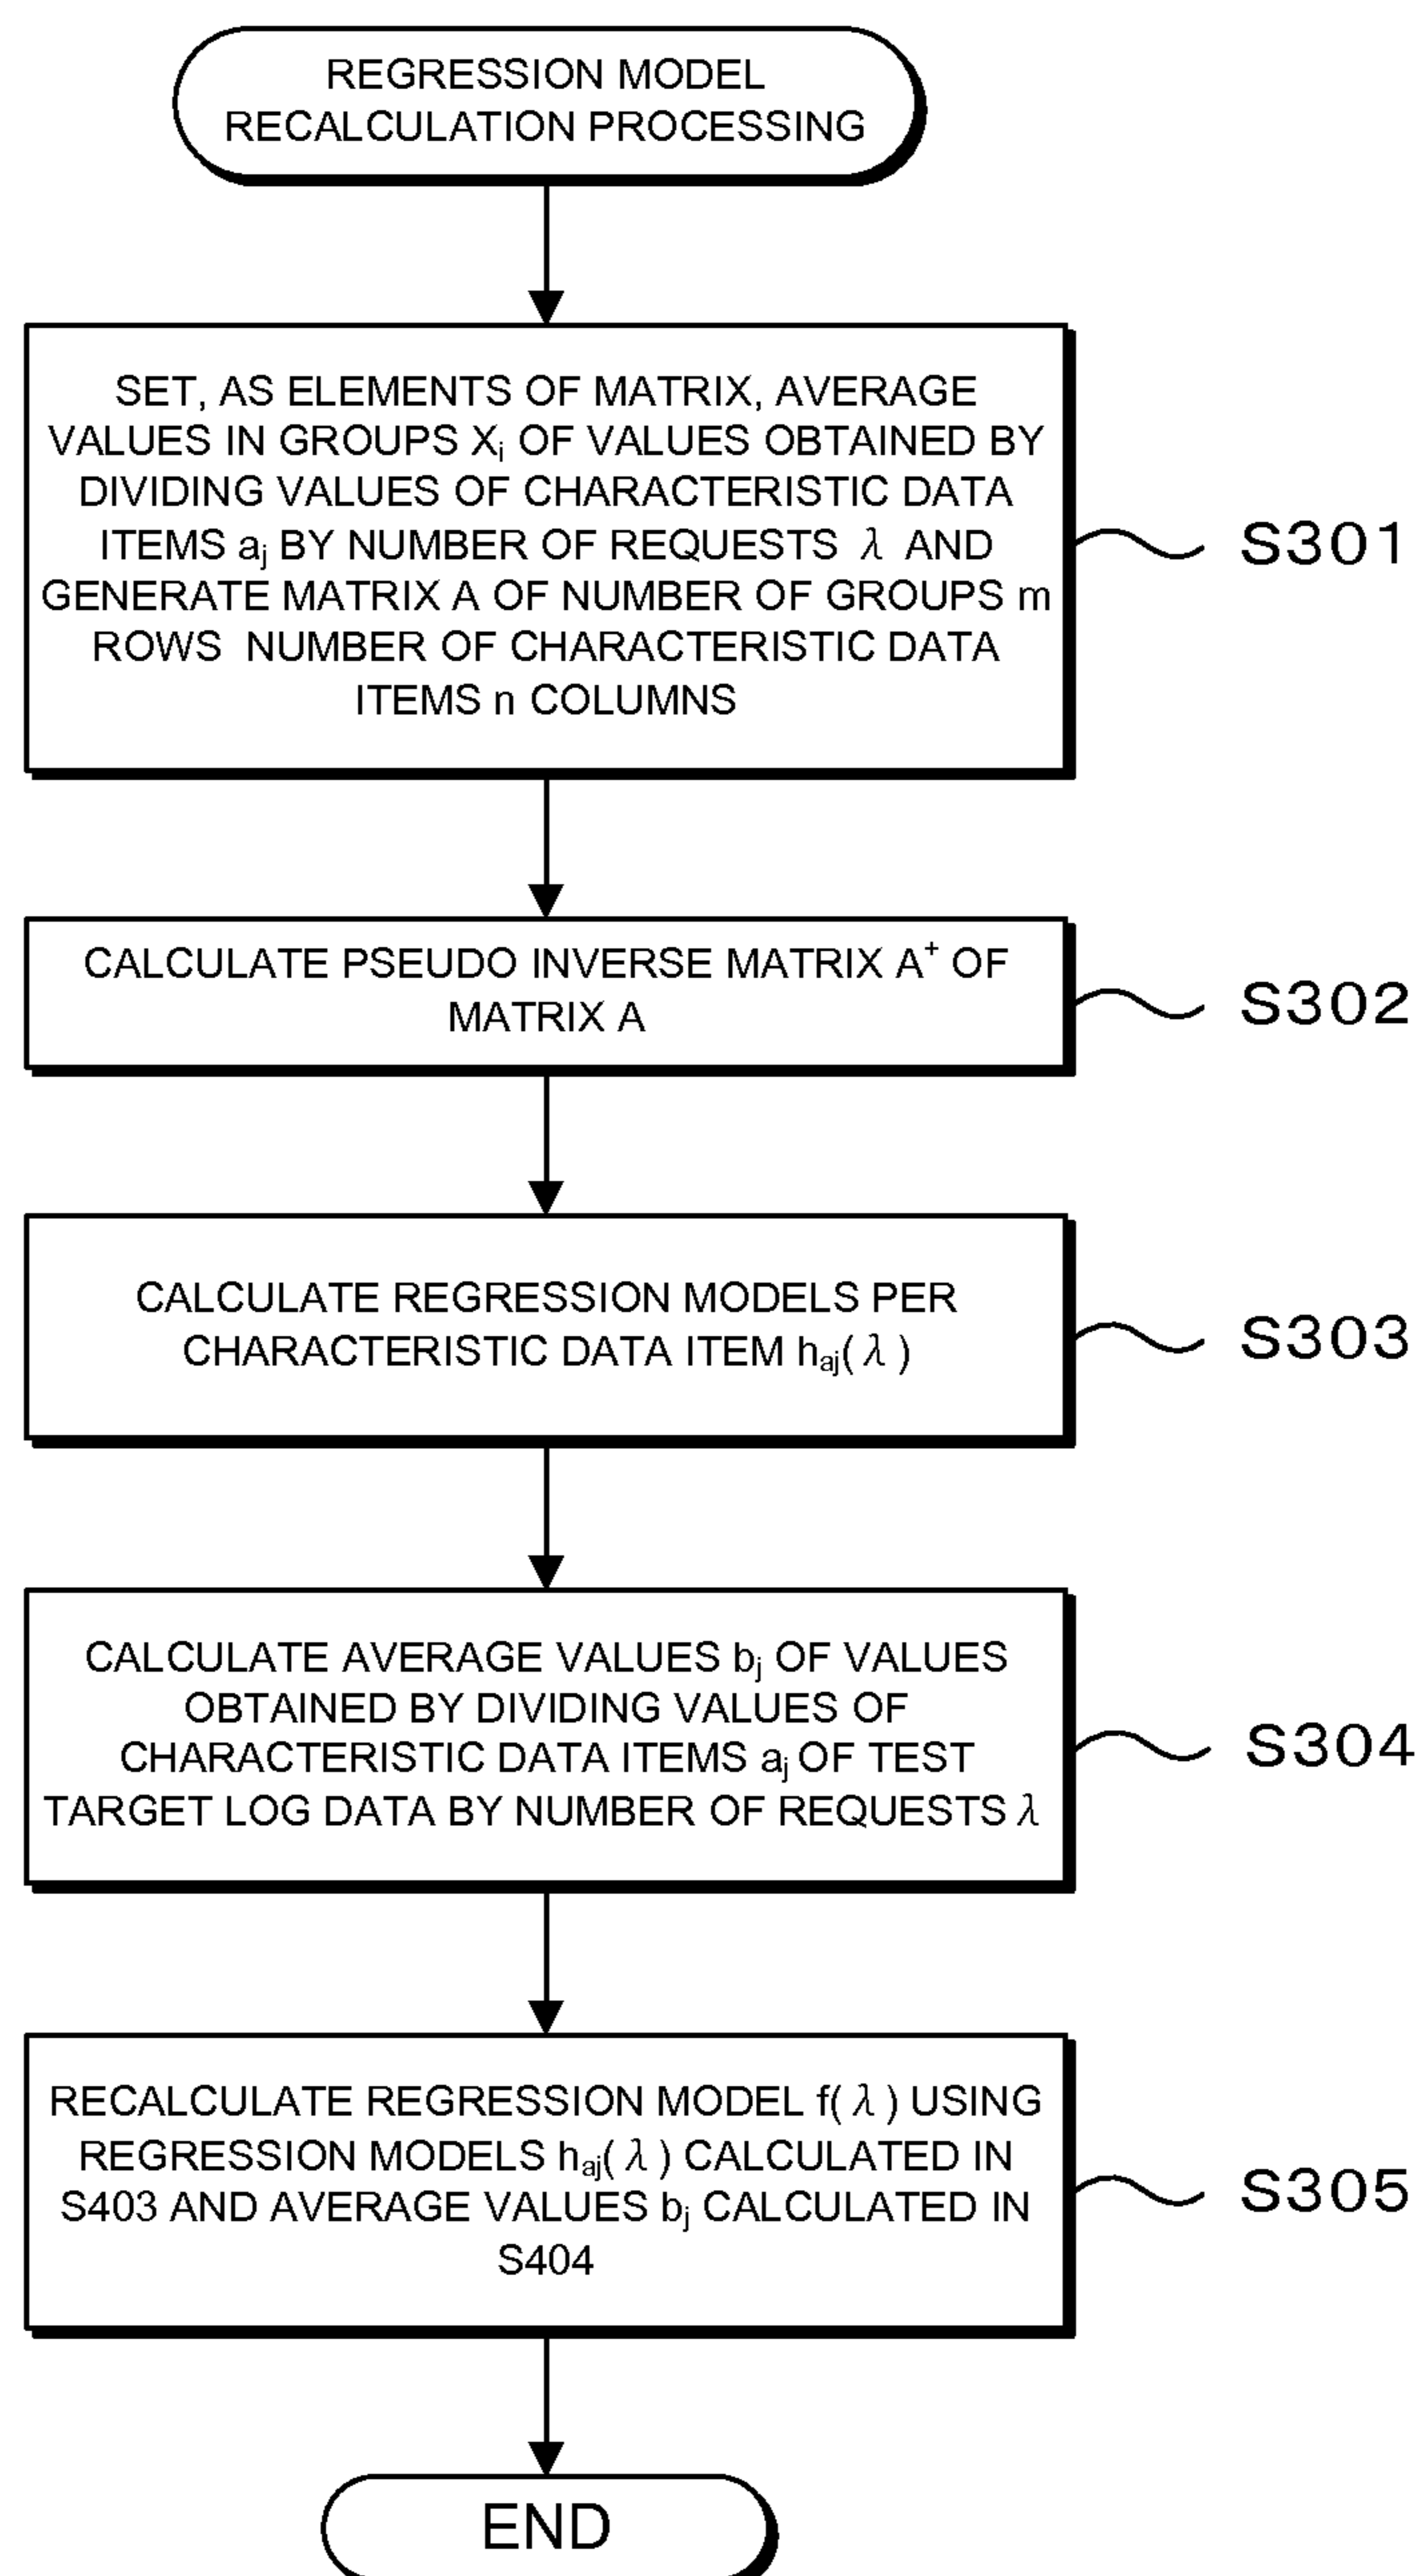 REGRESSION MODEL
RECALCULATION PROCESSING
SET, AS ELEMENTS OF MATRIX, AVERAGE
VALUES IN GROUPS Xᵢ OF VALUES OBTAINED BY
DIVIDING VALUES OF CHARACTERISTIC DATA
ITEMS aⱼ BY NUMBER OF REQUESTS λ AND
GENERATE MATRIX A OF NUMBER OF GROUPS m
ROWS NUMBER OF CHARACTERISTIC DATA
ITEMS n COLUMNS
S301
CALCULATE PSEUDO INVERSE MATRIX A⁺ OF
MATRIX A
S302
CALCULATE REGRESSION MODELS PER
CHARACTERISTIC DATA ITEM hₐⱼ(λ)
S303
CALCULATE AVERAGE VALUES bⱼ OF VALUES
OBTAINED BY DIVIDING VALUES OF
CHARACTERISTIC DATA ITEMS aⱼ OF TEST
TARGET LOG DATA BY NUMBER OF REQUESTS λ
S304
RECALCULATE REGRESSION MODEL f(λ) USING
REGRESSION MODELS hₐⱼ(λ) CALCULATED IN
S403 AND AVERAGE VALUES bⱼ CALCULATED IN
S404
S305
END